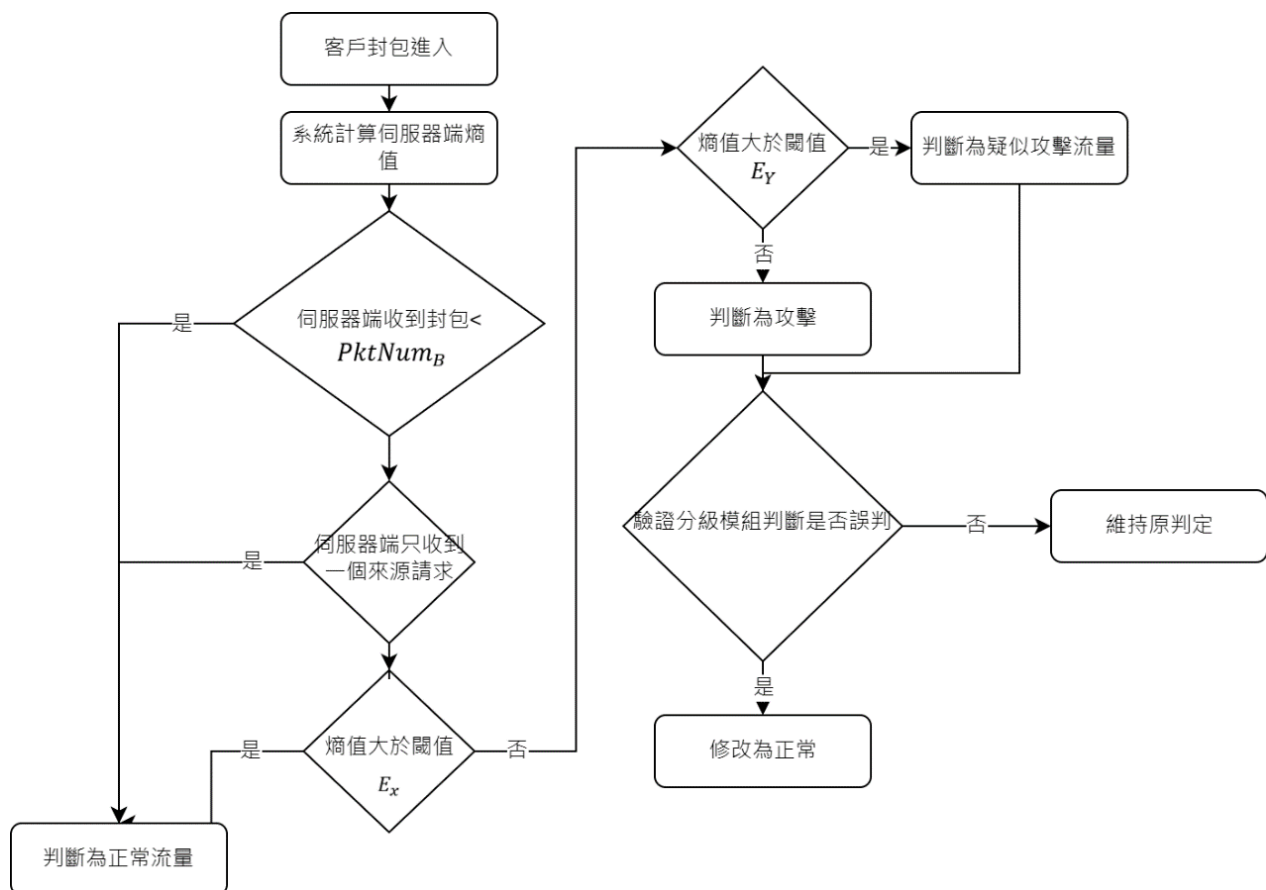 客戶封包進入
系統計算伺服器端熵
值
伺服器端收到封包<
PktNum_B
是
伺服器端只收到
一個來源請求
是
熵值大於閾值
E_x
是
否
判斷為正常流量
熵值大於閾值
E_Y
是
判斷為疑似攻擊流量
否
判斷為攻擊
驗證分級模組判斷是否誤判
否
維持原判定
是
修改為正常